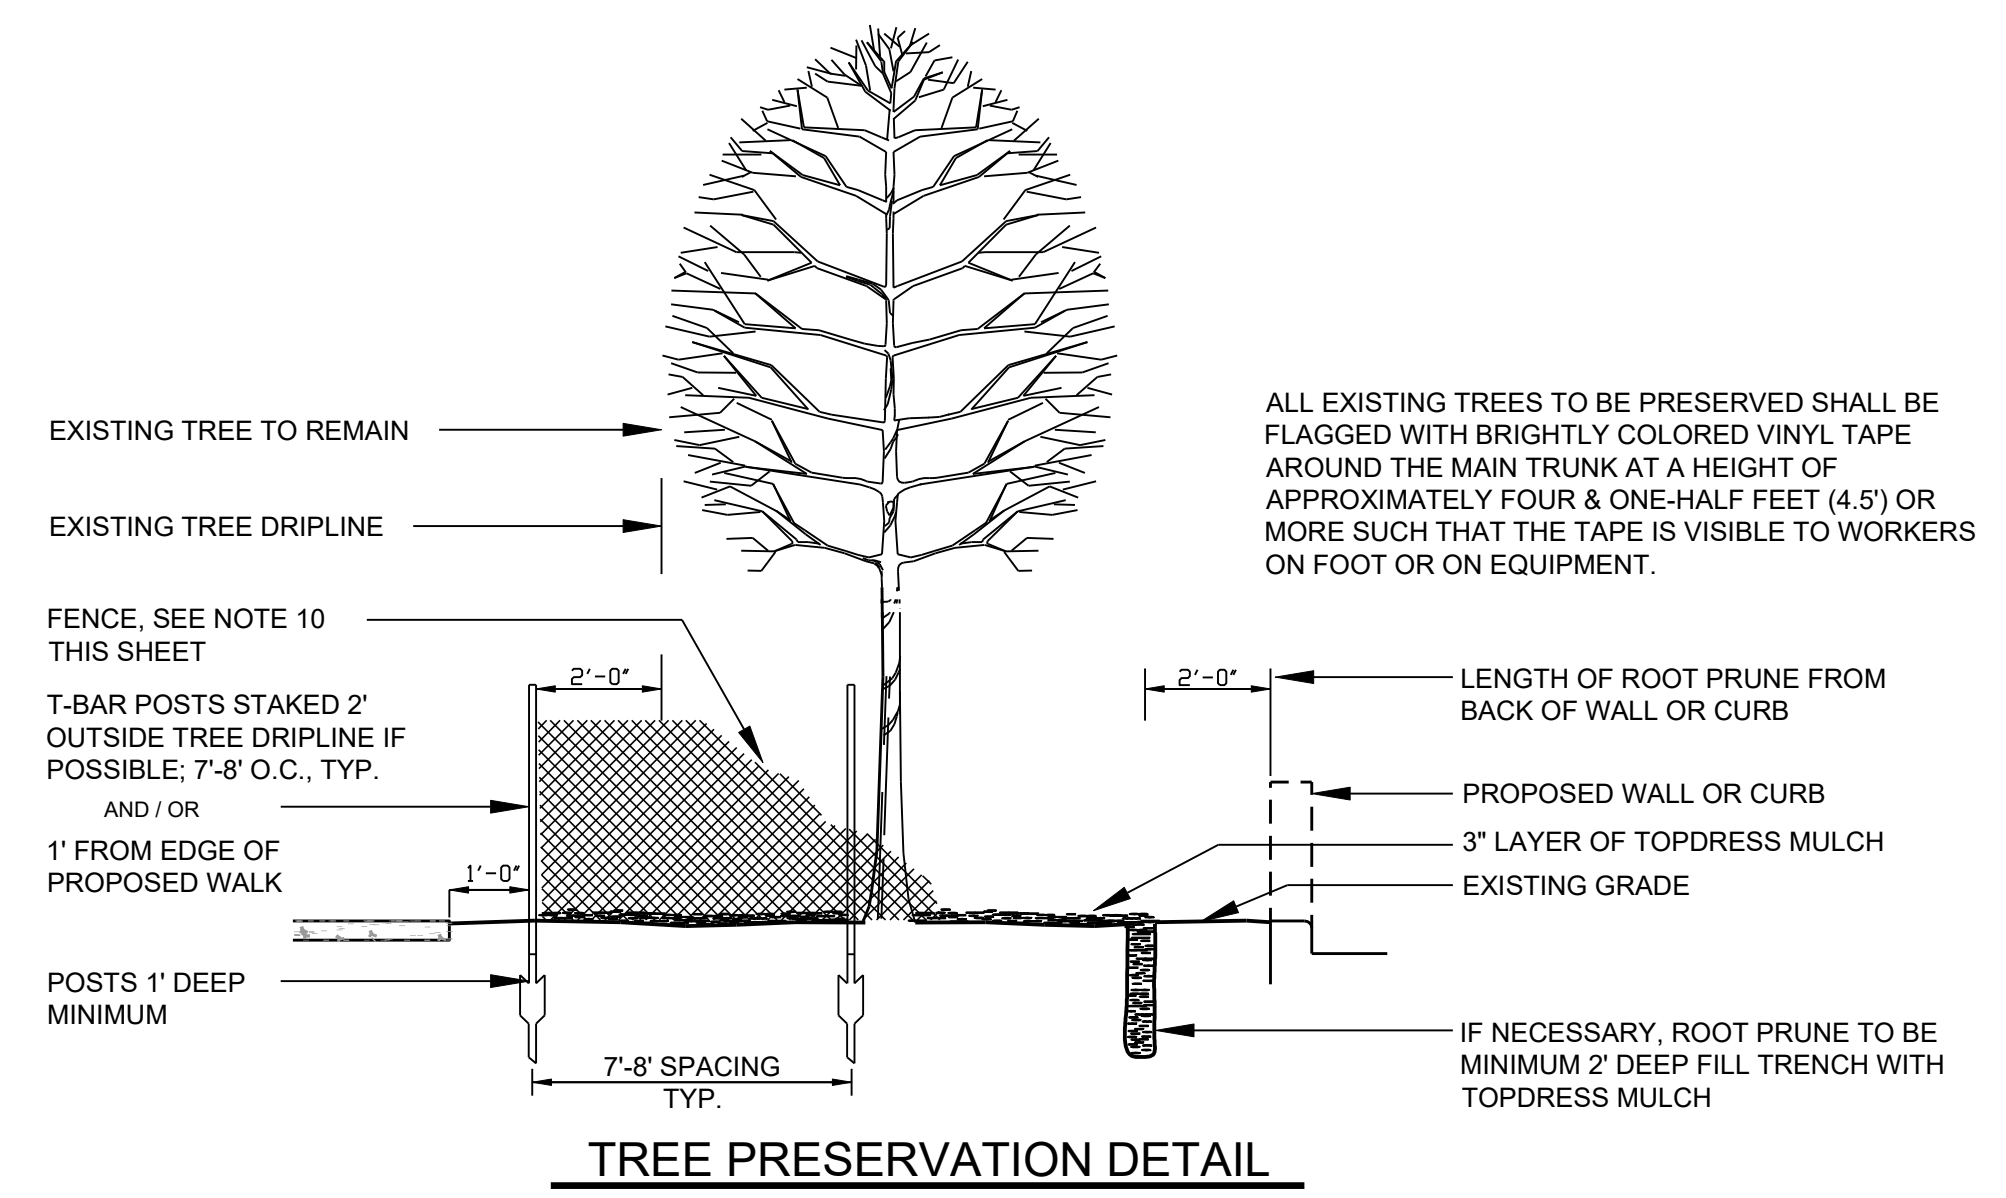 EXISTING TREE TO REMAIN
EXISTING TREE DRIPLINE
FENCE, SEE NOTE 10
THIS SHEET
2'-0"
T-BAR POSTS STAKED 2'
OUTSIDE TREE DRIPLINE IF
POSSIBLE; 7'-8' O.C., TYP.
AND / OR
1' FROM EDGE OF
PROPOSED WALK
1'-0"
POSTS 1' DEEP
MINIMUM
7'-8' SPACING
TYP.
ALL EXISTING TREES TO BE PRESERVED SHALL BE
FLAGGED WITH BRIGHTLY COLORED VINYL TAPE
AROUND THE MAIN TRUNK AT A HEIGHT OF
APPROXIMATELY FOUR & ONE-HALF FEET (4.5') OR
MORE SUCH THAT THE TAPE IS VISIBLE TO WORKERS
ON FOOT OR ON EQUIPMENT.
2'-0"
LENGTH OF ROOT PRUNE FROM
BACK OF WALL OR CURB
PROPOSED WALL OR CURB
3" LAYER OF TOPDRESS MULCH
EXISTING GRADE
IF NECESSARY, ROOT PRUNE TO BE
MINIMUM 2' DEEP FILL TRENCH WITH
TOPDRESS MULCH
TREE PRESERVATION DETAIL